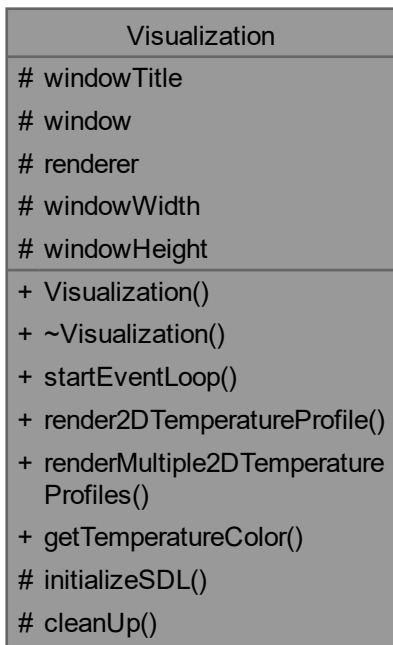 Visualization
# windowTitle
# window
# renderer
# windowWidth
# windowHeight
+ Visualization()
+ ~Visualization()
+ startEventLoop()
+ render2DTemperatureProfile()
+ renderMultiple2DTemperature
Profiles()
+ getTemperatureColor()
# initializeSDL()
# cleanUp()